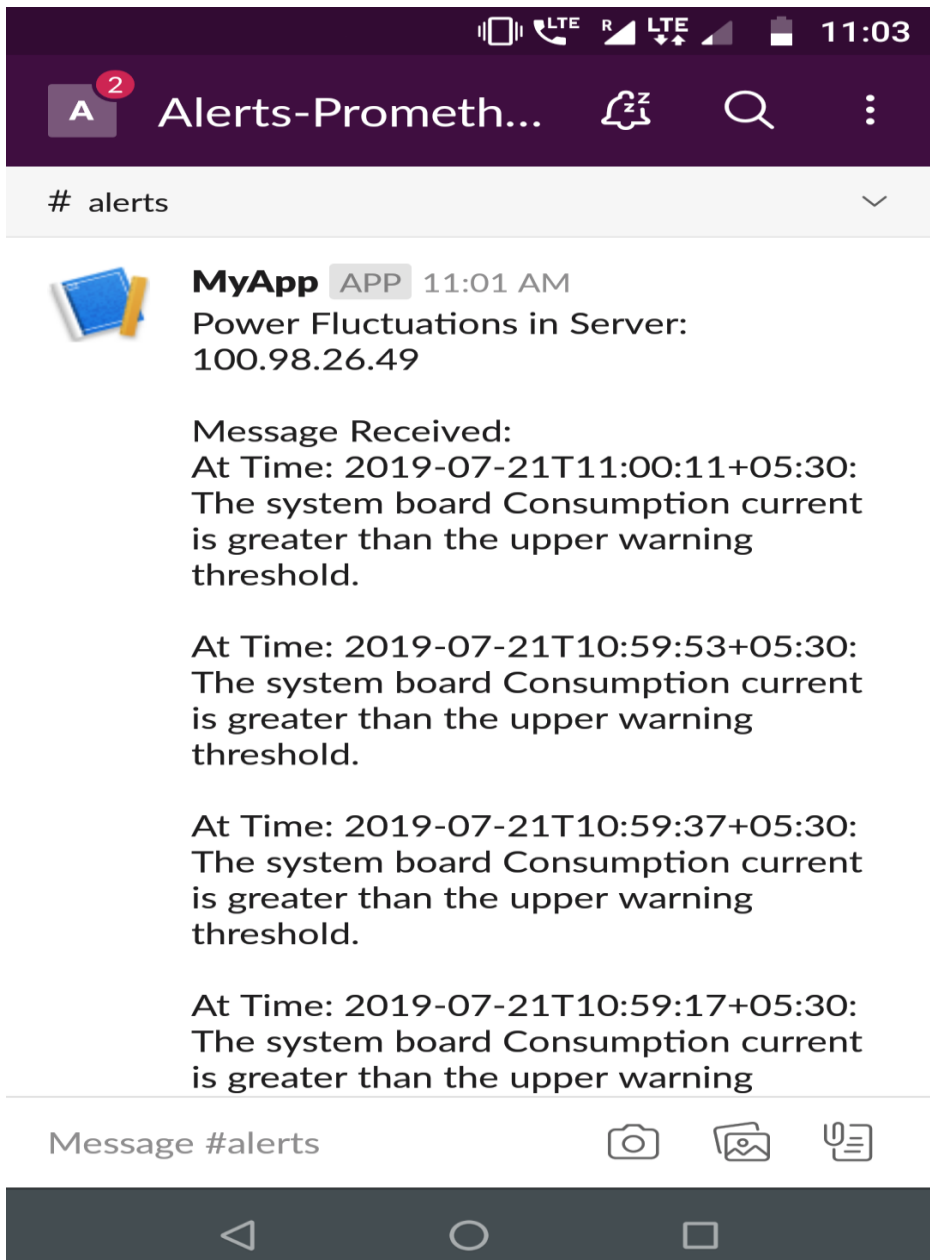 LTE R LTE 11:03
A 2 Alerts-Prometh... zz
# alerts
MyApp APP 11:01 AM
Power Fluctuations in Server:
100.98.26.49
Message Received:
At Time: 2019-07-21T11:00:11+05:30:
The system board Consumption current
is greater than the upper warning
threshold.
At Time: 2019-07-21T10:59:53+05:30:
The system board Consumption current
is greater than the upper warning
threshold.
At Time: 2019-07-21T10:59:37+05:30:
The system board Consumption current
is greater than the upper warning
threshold.
At Time: 2019-07-21T10:59:17+05:30:
The system board Consumption current
is greater than the upper warning
Message #alerts